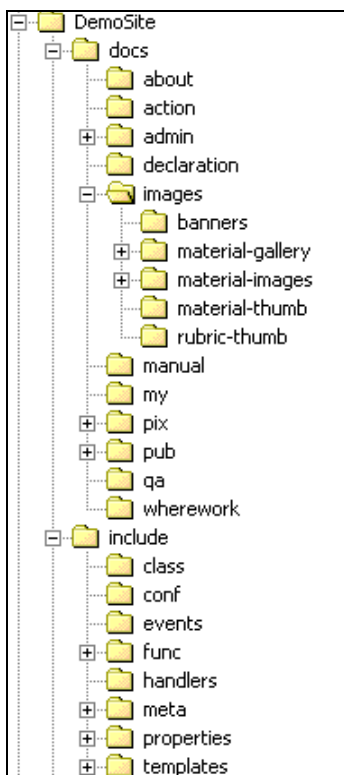 DemoSite
docs
about
action
admin
declaration
images
banners
material-gallery
material-images
material-thumb
rubric-thumb
manual
my
pix
pub
qa
wherework
include
class
conf
events
func
handlers
meta
properties
templates